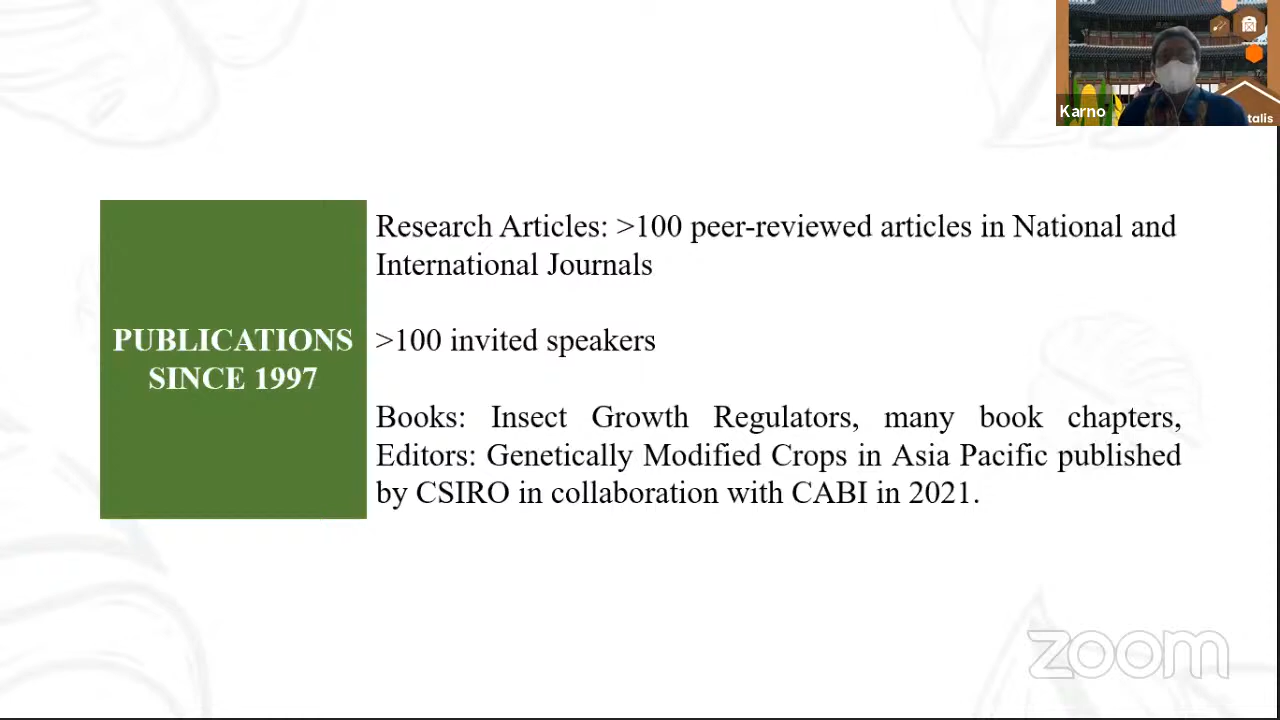 Karno
talis
PUBLICATIONS
SINCE 1997
Research Articles: >100 peer-reviewed articles in National and
International Journals
>100 invited speakers
Books: Insect Growth Regulators, many book chapters,
Editors: Genetically Modified Crops in Asia Pacific published
by CSIRO in collaboration with CABI in 2021.
zoom